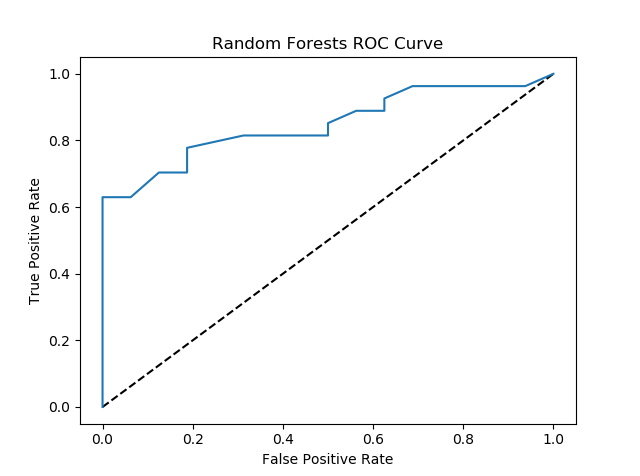 Random Forests ROC Curve
True Positive Rate
1.0
0.8
0.6
0.4
0.2
0.0
0.0 0.2 0.4 0.6 0.8 1.0
False Positive Rate